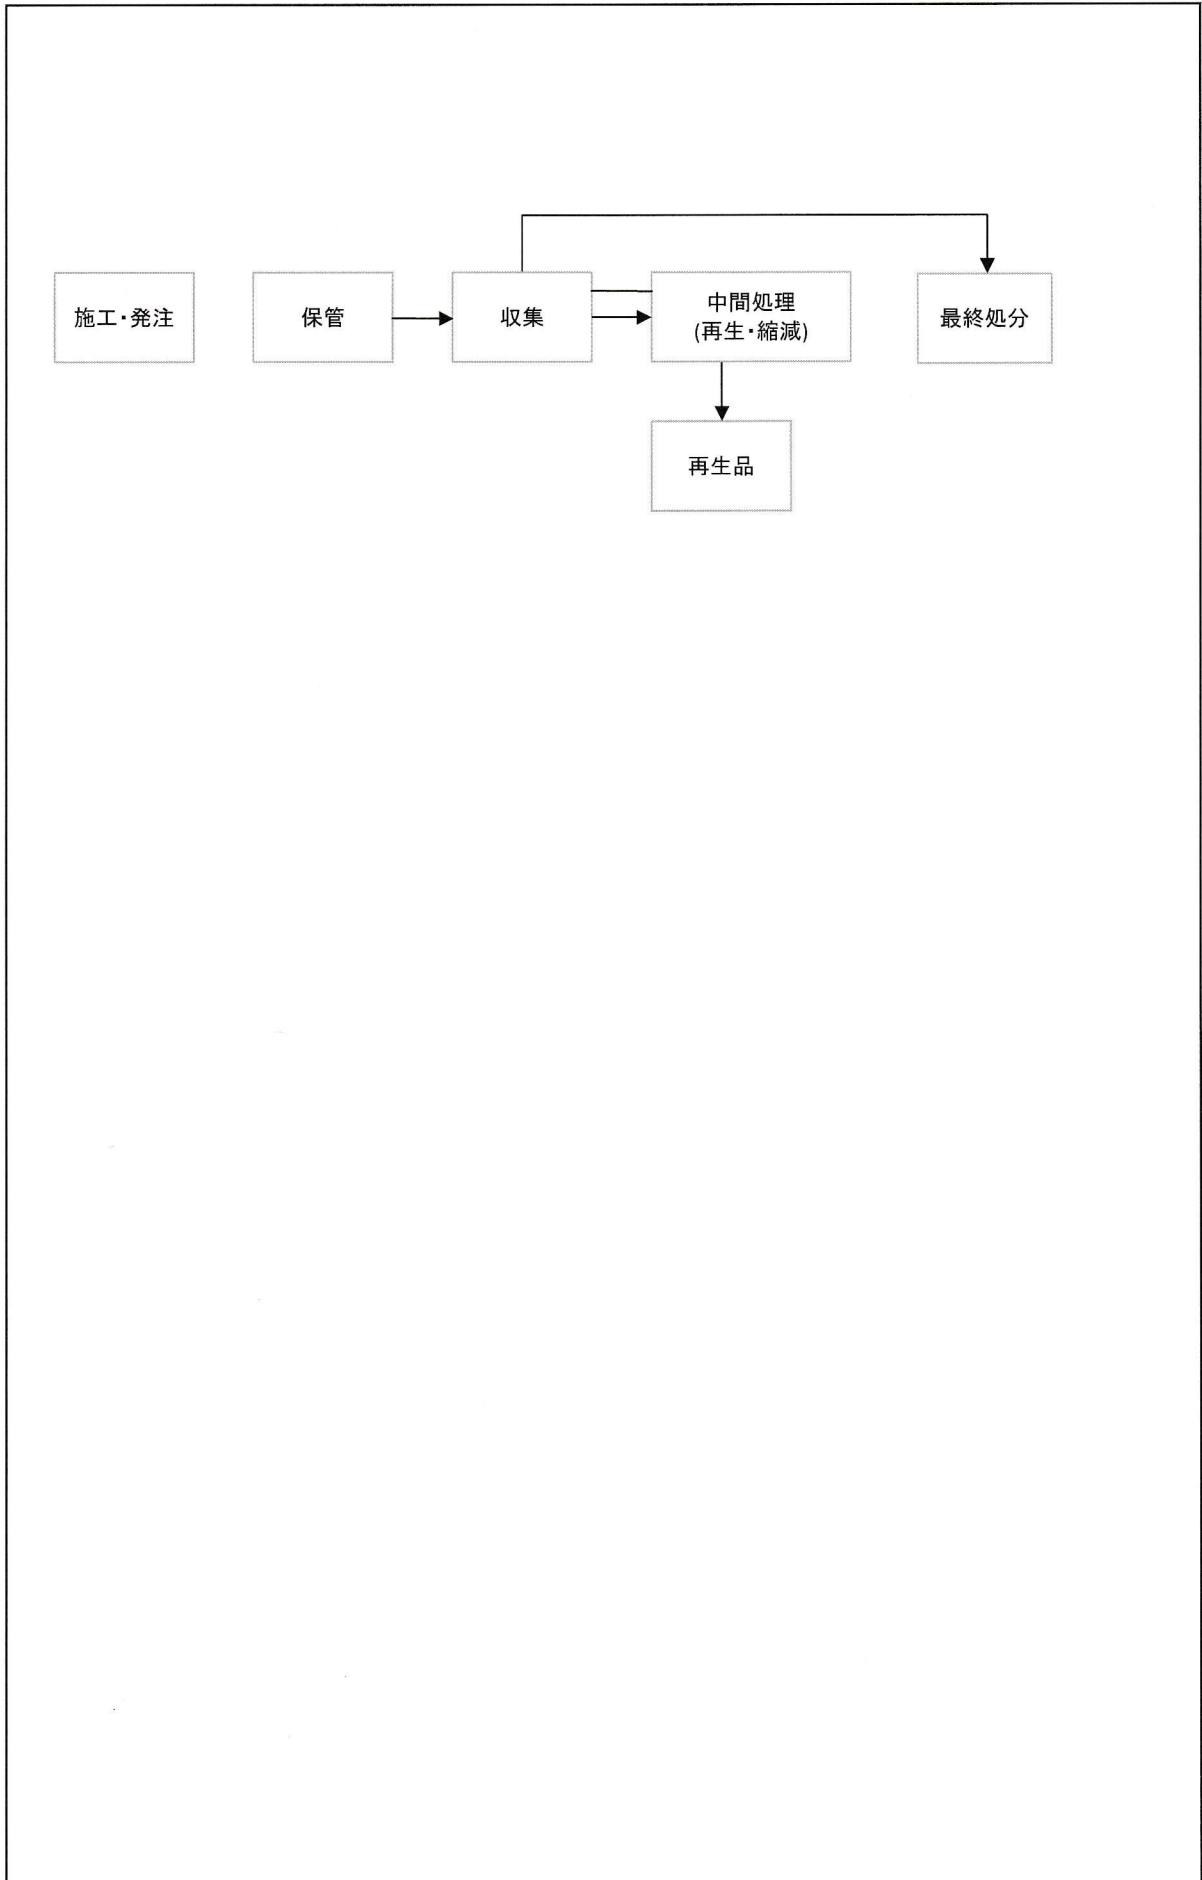 施工・発注
保管
収集
中間処理
(再生・縮減)
最終処分
再生品